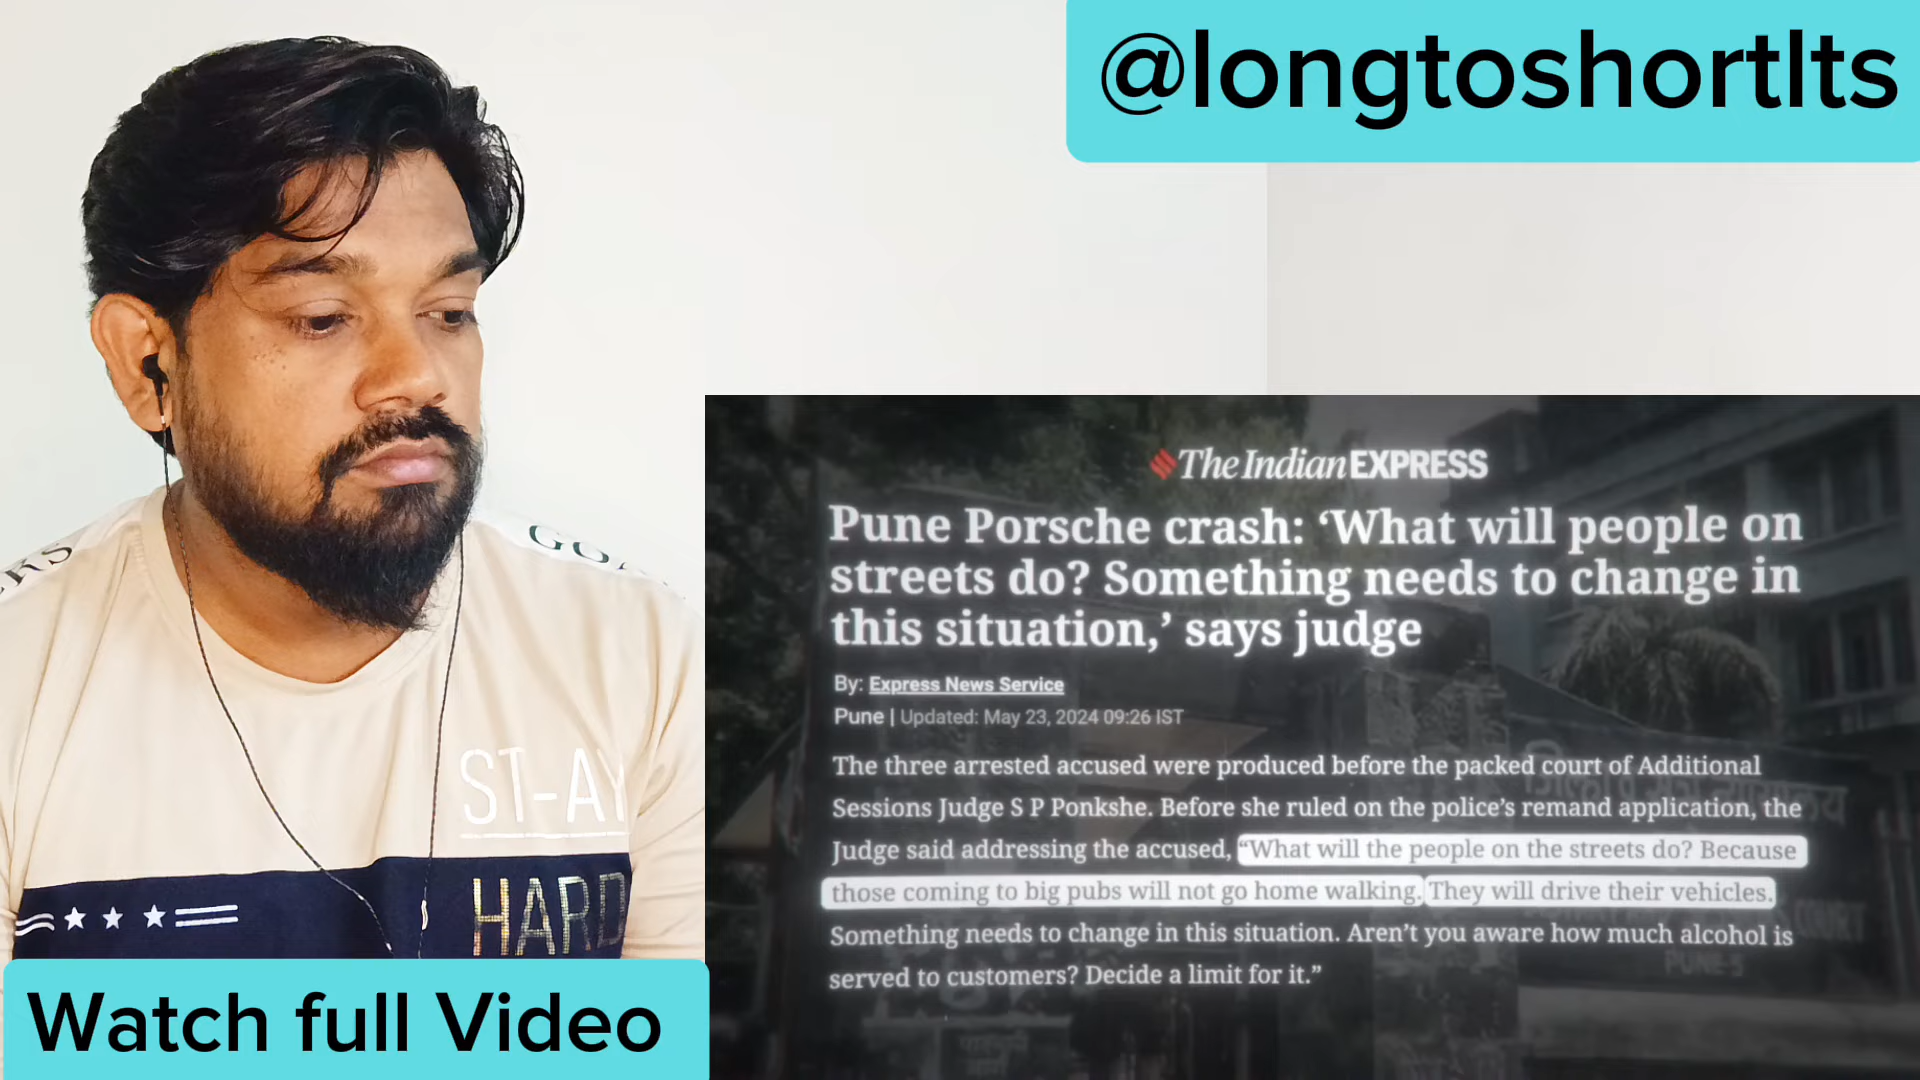 @longtoshortlts
The Indian EXPRESS
Pune Porsche crash: ‘What will people on
streets do? Something needs to change in
this situation,’ says judge
By: Express News Service
Pune | Updated: May 23, 2024 09:26 IST
The three arrested accused were produced before the packed court of Additional
Sessions Judge S P Ponkshe. Before she ruled on the police’s remand application, the
Judge said addressing the accused, “What will the people on the streets do? Because
those coming to big pubs will not go home walking. They will drive their vehicles.
Something needs to change in this situation. Aren’t you aware how much alcohol is
served to customers? Decide a limit for it.”
ST-AY
HARD
Watch full Video